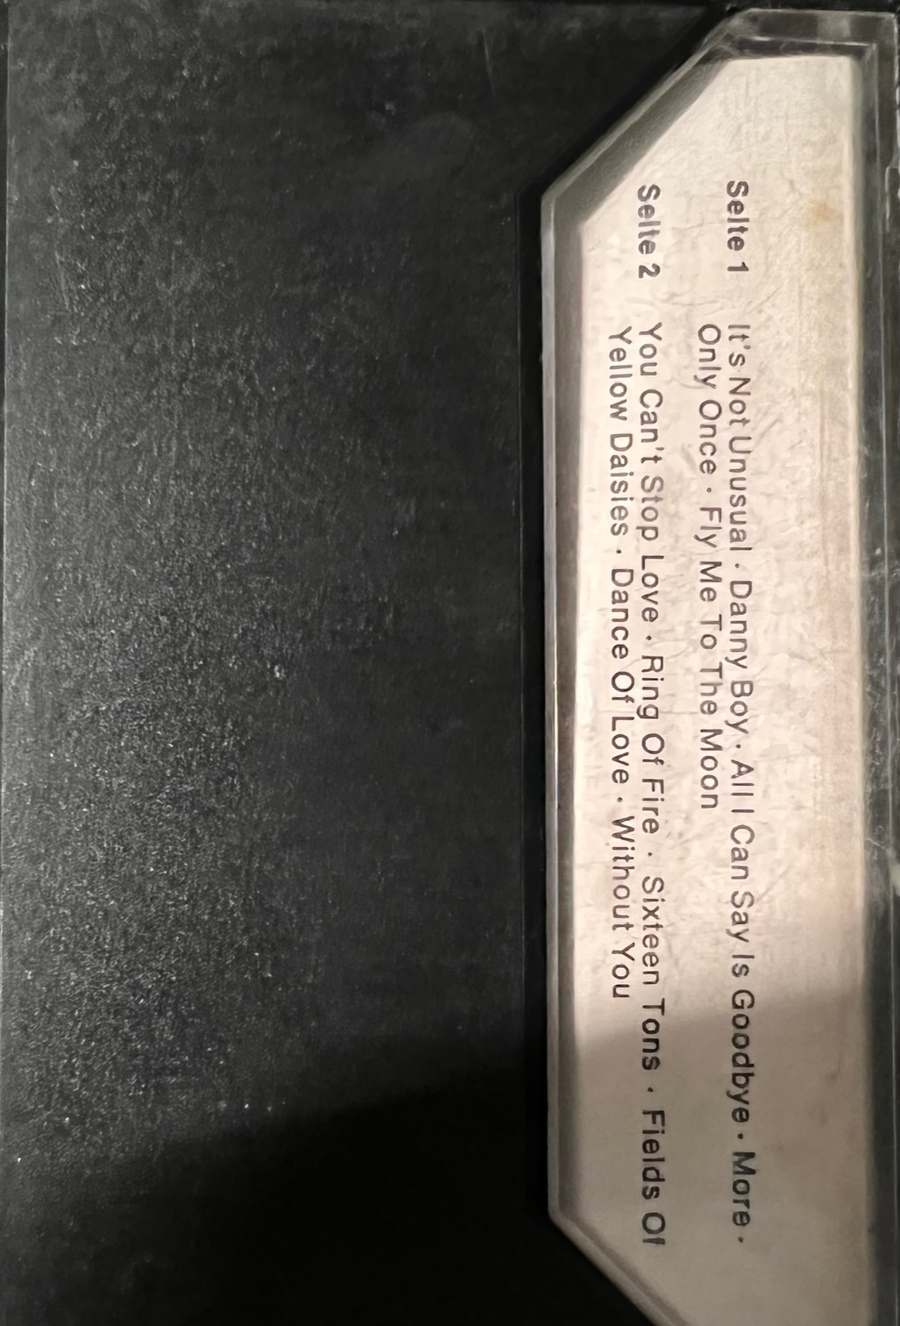 Seite 1 It's Not Unusual · Danny Boy · All I Can Say Is Goodbye · More ·
Only Once · Fly Me To The Moon
Seite 2 You Can't Stop Love · Ring Of Fire · Sixteen Tons · Fields Of
Yellow Daisies · Dance Of Love · Without You